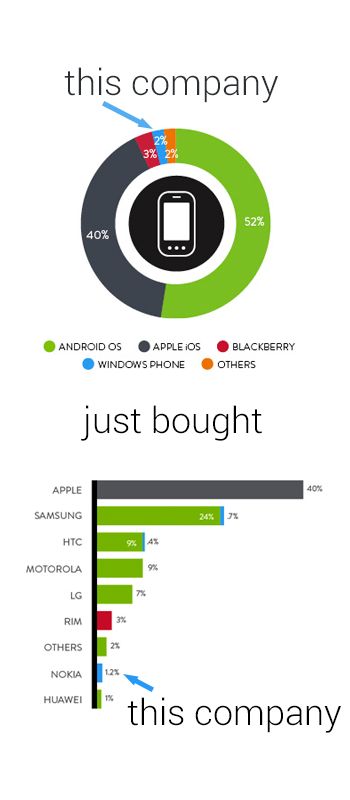 this company
2%
3%
2%
40%
52%
ANDROID OS
APPLE iOS
BLACKBERRY
WINDOWS PHONE
OTHERS
just bought
APPLE 40%
SAMSUNG 24% .7%
HTC 9% .4%
MOTOROLA 9%
LG 7%
RIM 3%
OTHERS 2%
NOKIA 1.2%
HUAWEI 1%
this company